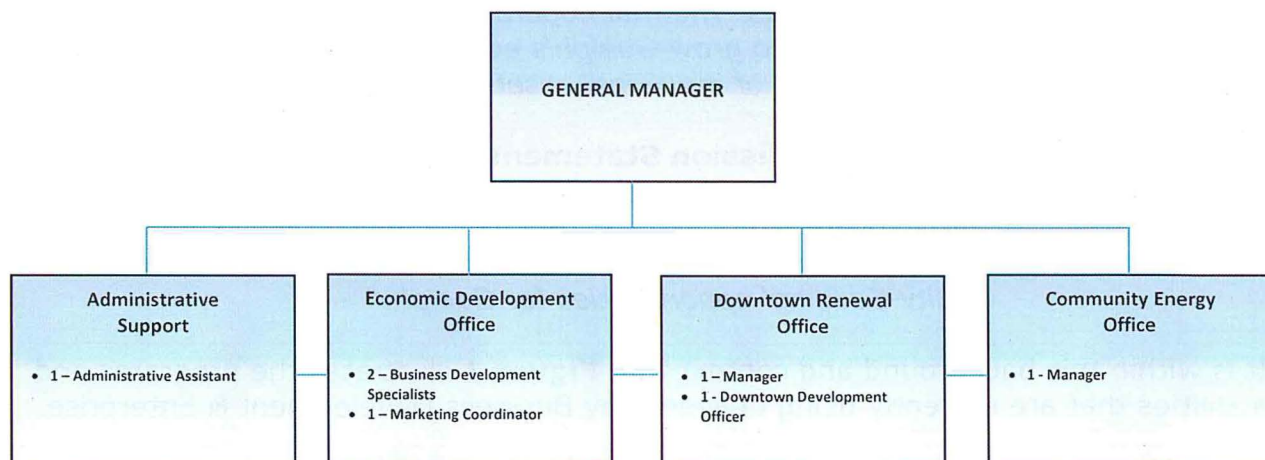 GENERAL MANAGER
Administrative
Support
• 1 – Administrative Assistant
Economic Development
Office
• 2 – Business Development
Specialists
• 1 – Marketing Coordinator
Downtown Renewal
Office
• 1 – Manager
• 1 - Downtown Development
Officer
Community Energy
Office
• 1 - Manager